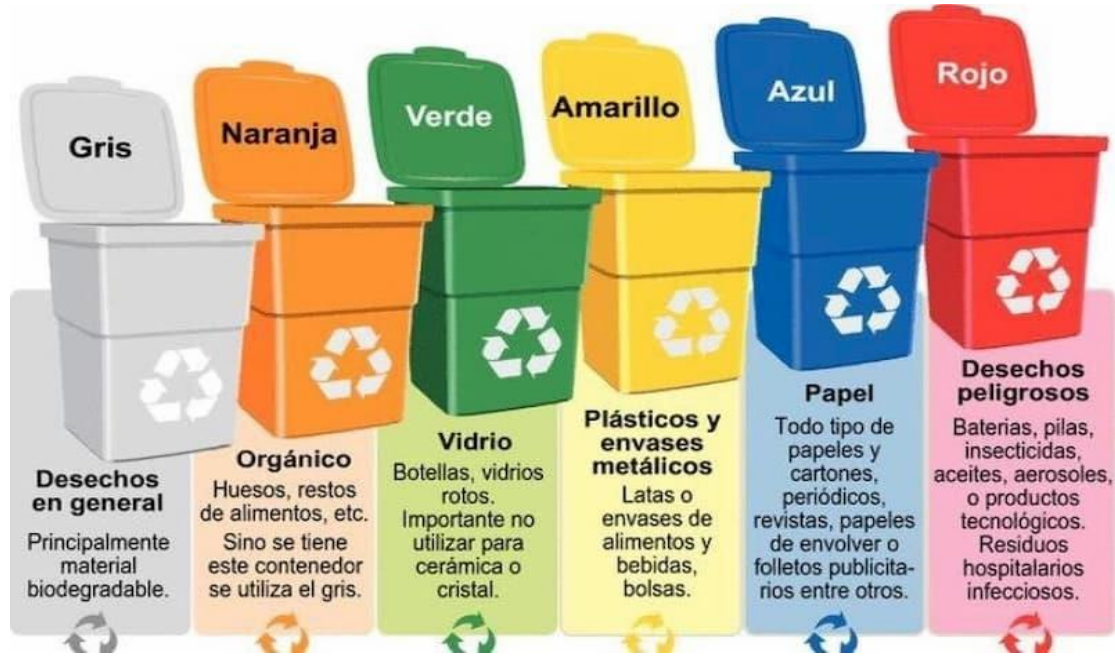 Gris
Desechos
en general
Principalmente
material
biodegradable.
Naranja
Orgánico
Huesos, restos
de alimentos, etc.
Sino se tiene
este contenedor
se utiliza el gris.
Verde
Vidrio
Botellas, vidrios
rotos.
Importante no
utilizar para
cerámica o
cristal.
Amarillo
Plásticos y
envases
metálicos
Latas o
envases de
alimentos y
bebidas,
bolsas.
Azul
Papel
Todo tipo de
papeles y
cartones,
periódicos,
revistas, papeles
de envolver o
folletos publicita-
rios entre otros.
Rojo
Desechos
peligrosos
Baterias, pilas,
insecticidas,
aceites, aerosoles,
o productos
tecnológicos.
Residuos
hospitalarios
infecciosos.